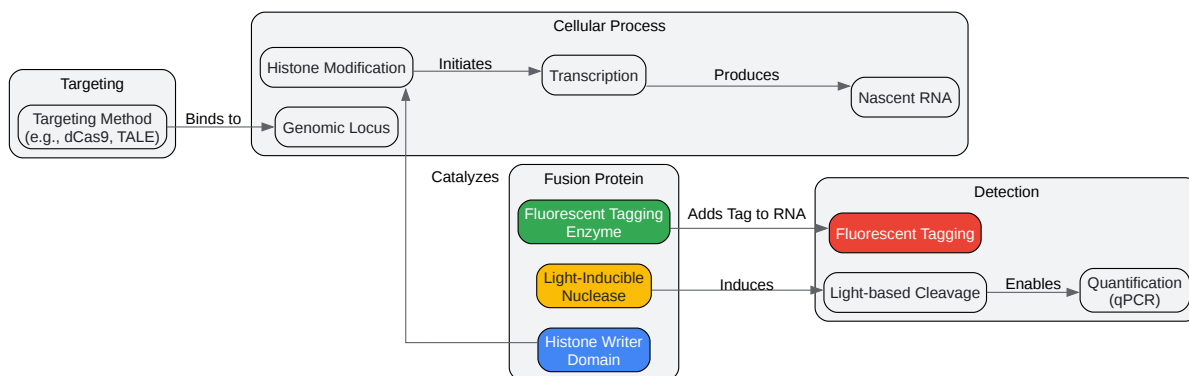 Cellular Process
Histone Modification
Initiates
Transcription
Produces
Nascent RNA
Targeting
Targeting Method
(e.g., dCas9, TALE)
Binds to
Genomic Locus
Catalyzes
Fusion Protein
Fluorescent Tagging
Enzyme
Adds Tag to RNA
Light-Inducible
Nuclease
Induces
Histone Writer
Domain
Detection
Fluorescent Tagging
Light-based Cleavage
Enables
Quantification
(qPCR)